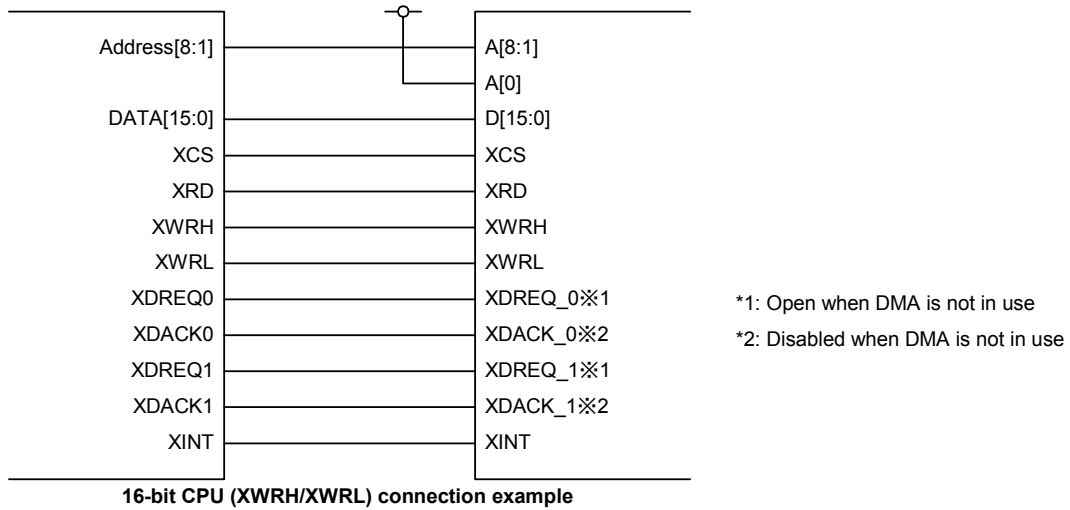 Address[8:1] A[8:1]
A[0]
DATA[15:0] D[15:0]
XCS XCS
XRD XRD
XWRH XWRH
XWRL XWRL
XDREQ0 XDREQ_0※1
XDACK0 XDACK_0※2
XDREQ1 XDREQ_1※1
XDACK1 XDACK_1※2
XINT XINT
*1: Open when DMA is not in use
*2: Disabled when DMA is not in use
16-bit CPU (XWRH/XWRL) connection example